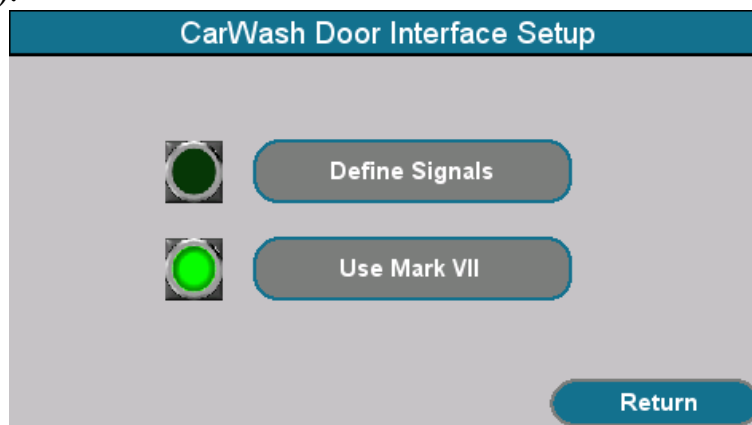 ).
CarWash Door Interface Setup
Define Signals
Use Mark VII
Return